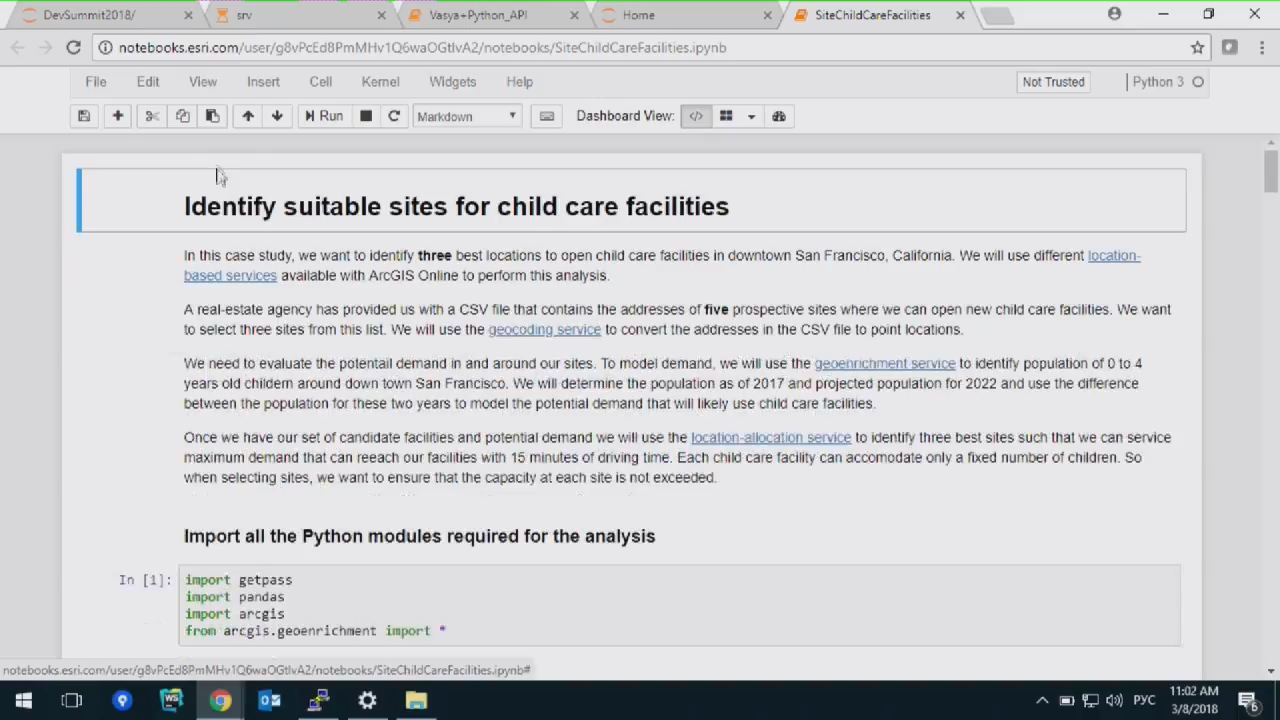 DevSummit2018/
srv
Vasya+Python_API
Home
SiteChildCareFacilities
notebooks.esri.com/user/g8vPcEd8PmMHv1Q6waOGtlvA2/notebooks/SiteChildCareFacilities.ipynb
File Edit View Insert Cell Kernel Widgets Help Not Trusted Python 3
Run Markdown Dashboard View: </>
Identify suitable sites for child care facilities
In this case study, we want to identify three best locations to open child care facilities in downtown San Francisco, California. We will use different location-
based services available with ArcGIS Online to perform this analysis.
A real-estate agency has provided us with a CSV file that contains the addresses of five prospective sites where we can open new child care facilities. We want
to select three sites from this list. We will use the geocoding service to convert the addresses in the CSV file to point locations.
We need to evaluate the potentail demand in and around our sites. To model demand, we will use the geoenrichment service to identify population of 0 to 4
years old childern around down town San Francisco. We will determine the population as of 2017 and projected population for 2022 and use the difference
between the population for these two years to model the potential demand that will likely use child care facilities.
Once we have our set of candidate facilities and potential demand we will use the location-allocation service to identify three best sites such that we can service
maximum demand that can reeach our facilities with 15 minutes of driving time. Each child care facility can accomodate only a fixed number of children. So
when selecting sites, we want to ensure that the capacity at each site is not exceeded.
Import all the Python modules required for the analysis
In [1]:
import getpass
import pandas
import arcgis
from arcgis.geoenrichment import *
notebooks.esri.com/user/g8vPcEd8PmMHv1Q6waOGtlvA2/notebooks/SiteChildCareFacilities.ipynb#
WS
РУС
11:02 AM
3/8/2018
6